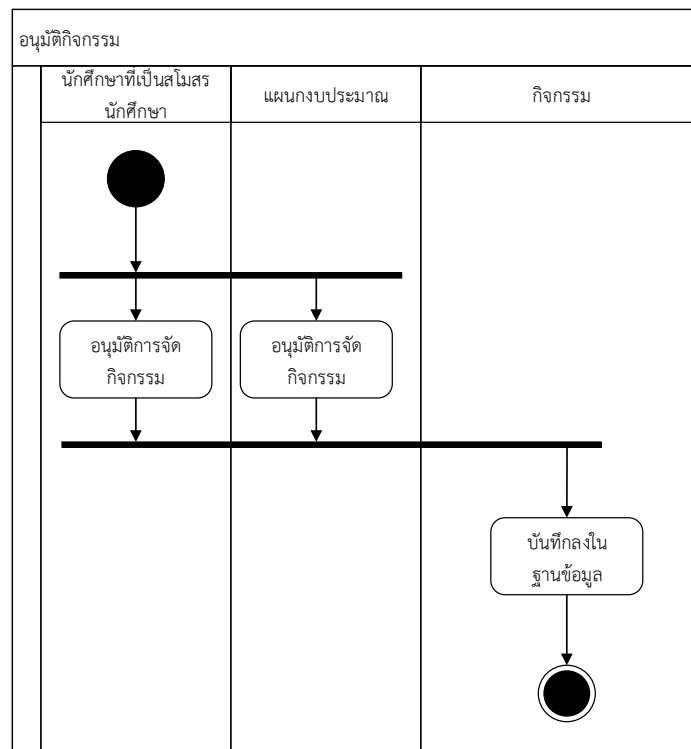 อนุมัติกิจกรรม
นักศึกษาที่เป็นสโมสร
นักศึกษา
แผนกงบประมาณ
กิจกรรม
อนุมัติการจัด
กิจกรรม
อนุมัติการจัด
กิจกรรม
บันทึกลงใน
ฐานข้อมูล